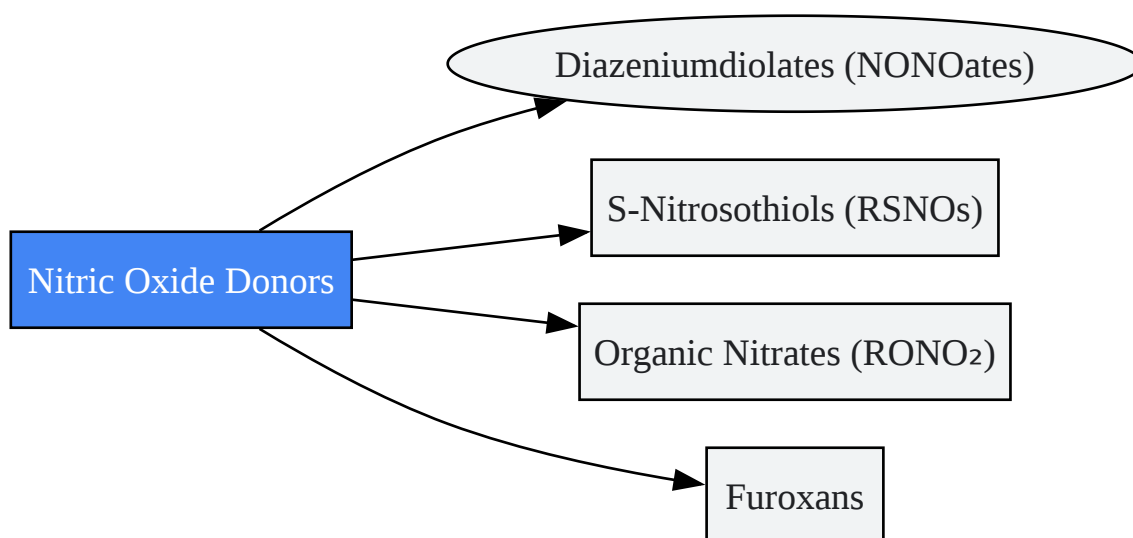 Diazeniumdiolates (NONOates)
S-Nitrosothiols (RSNOs)
Nitric Oxide Donors
Organic Nitrates (RONO₂)
Furoxans